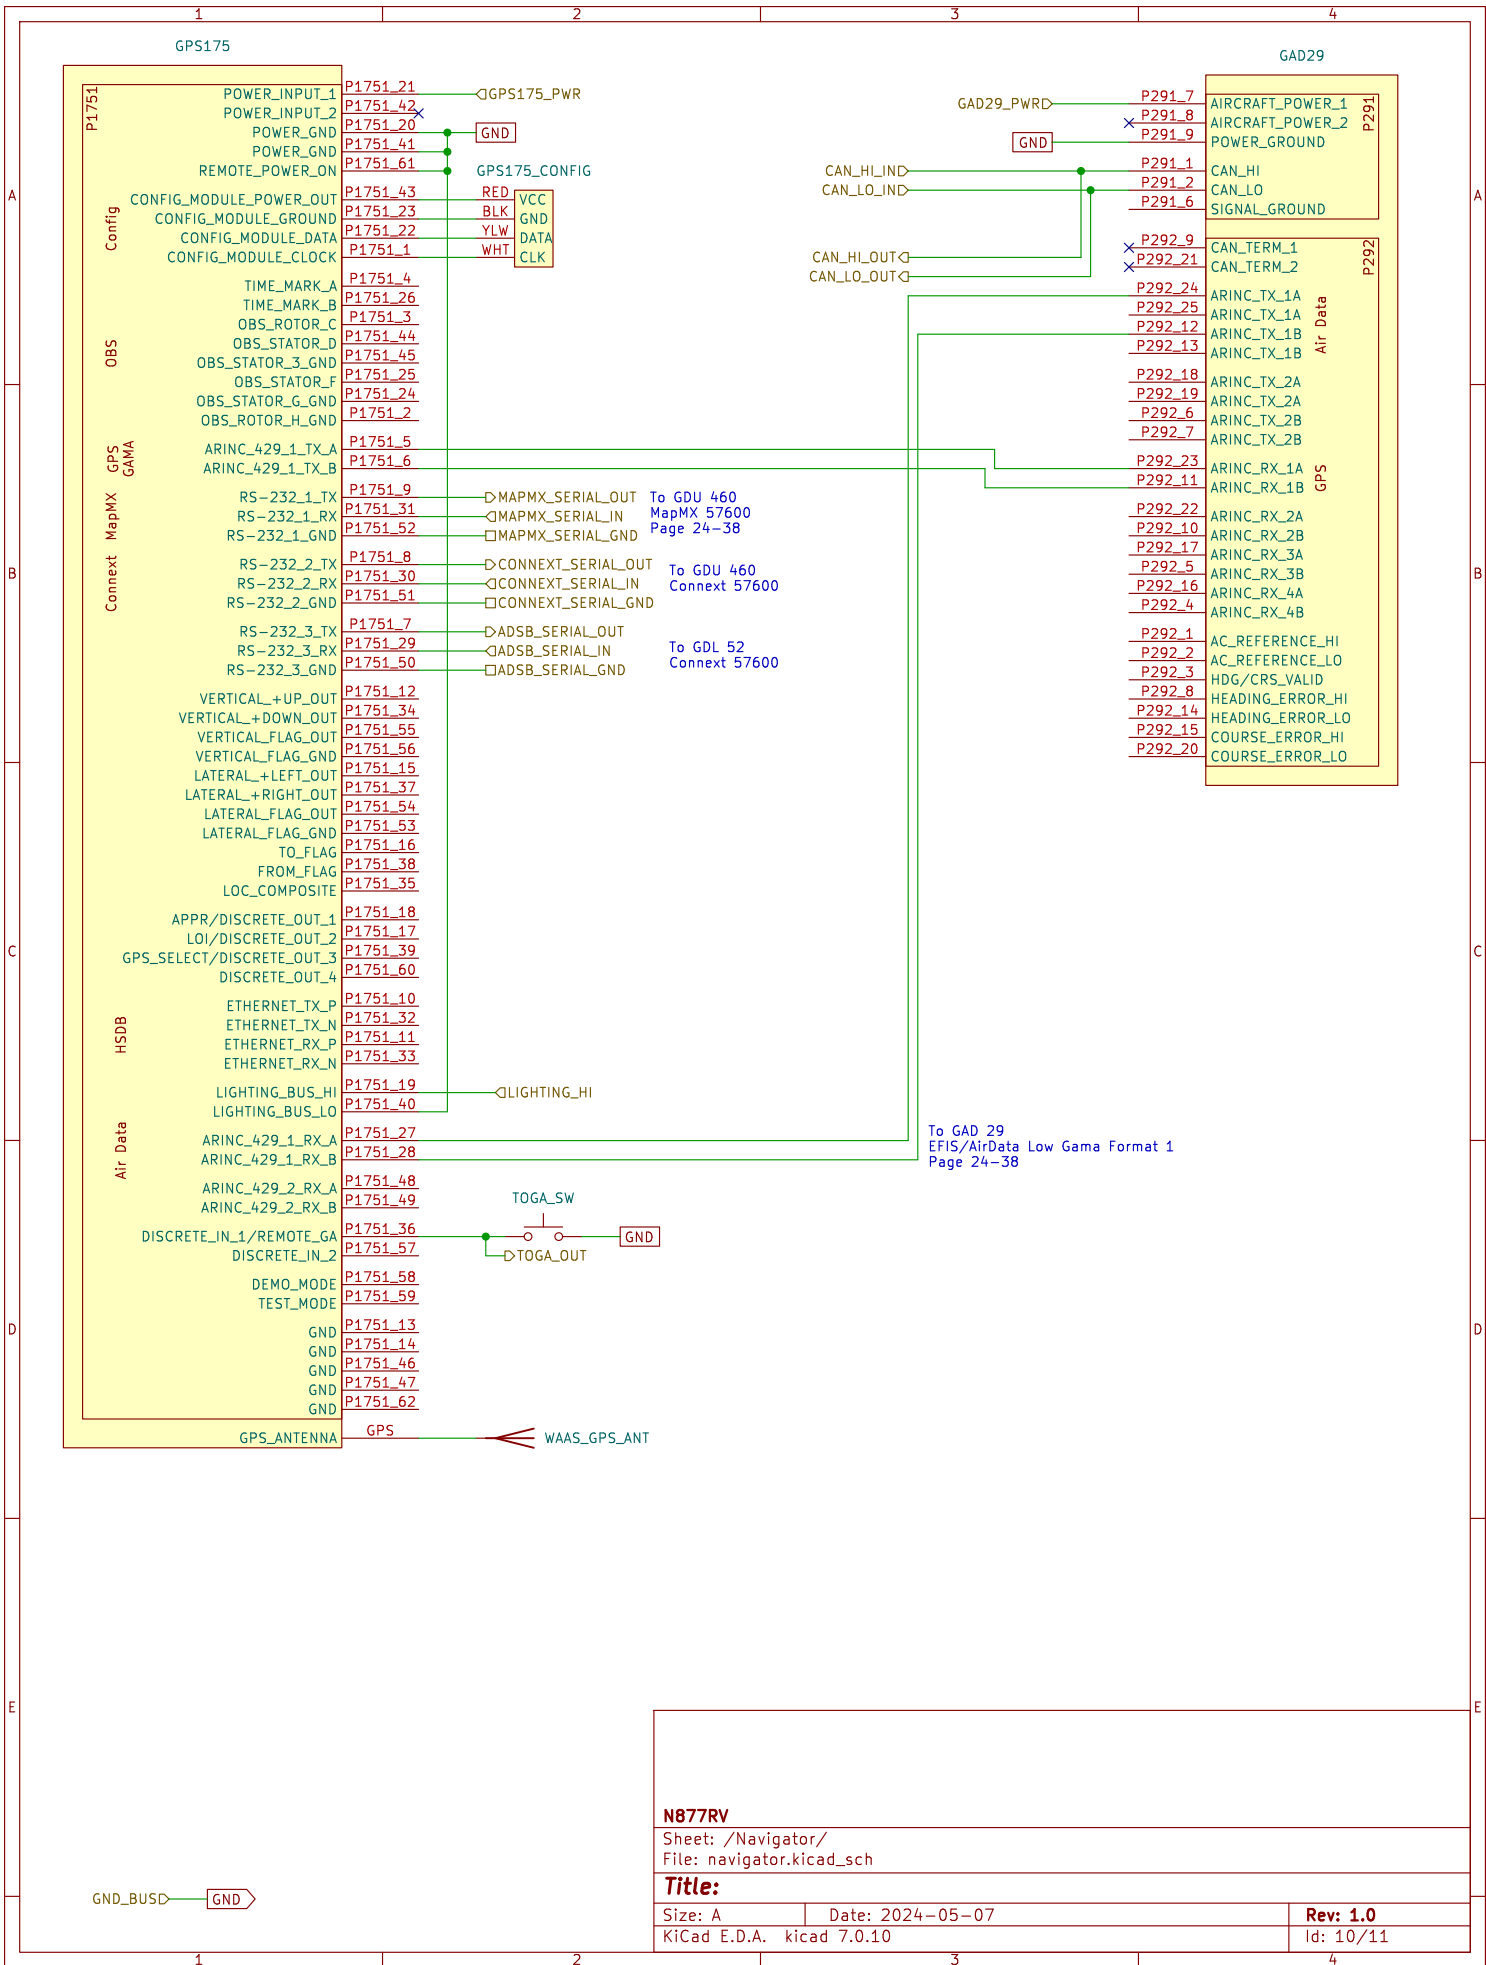 1
2
3
4
GPS175
P1751
POWER_INPUT_1 P1751_21 GPS175_PWR
POWER_INPUT_2 P1751_42
POWER_GND P1751_20 GND
POWER_GND P1751_41
REMOTE_POWER_ON P1751_61
GPS175_CONFIG
Config
CONFIG_MODULE_POWER_OUT P1751_43 RED VCC
CONFIG_MODULE_GROUND P1751_23 BLK GND
CONFIG_MODULE_DATA P1751_22 YLW DATA
CONFIG_MODULE_CLOCK P1751_1 WHT CLK
TIME_MARK_A P1751_4
TIME_MARK_B P1751_26
OBS
OBS_ROTOR_C P1751_3
OBS_STATOR_D P1751_44
OBS_STATOR_3_GND P1751_45
OBS_STATOR_F P1751_25
OBS_STATOR_G_GND P1751_24
OBS_ROTOR_H_GND P1751_2
GPS
GAMA
ARINC_429_1_TX_A P1751_5
ARINC_429_1_TX_B P1751_6
MapMX
RS-232_1_TX P1751_9 MAPMX_SERIAL_OUT
RS-232_1_RX P1751_31 MAPMX_SERIAL_IN
RS-232_1_GND P1751_52 MAPMX_SERIAL_GND
To GDU 460
MapMX 57600
Page 24-38
Connext
RS-232_2_TX P1751_8 CONNEXT_SERIAL_OUT
RS-232_2_RX P1751_30 CONNEXT_SERIAL_IN
RS-232_2_GND P1751_51 CONNEXT_SERIAL_GND
To GDU 460
Connext 57600
RS-232_3_TX P1751_7 ADSB_SERIAL_OUT
RS-232_3_RX P1751_29 ADSB_SERIAL_IN
RS-232_3_GND P1751_50 ADSB_SERIAL_GND
To GDL 52
Connext 57600
VERTICAL_+UP_OUT P1751_12
VERTICAL_+DOWN_OUT P1751_34
VERTICAL_FLAG_OUT P1751_55
VERTICAL_FLAG_GND P1751_56
LATERAL_+LEFT_OUT P1751_15
LATERAL_+RIGHT_OUT P1751_37
LATERAL_FLAG_OUT P1751_54
LATERAL_FLAG_GND P1751_53
TO_FLAG P1751_16
FROM_FLAG P1751_38
LOC_COMPOSITE P1751_35
APPR/DISCRETE_OUT_1 P1751_18
LOI/DISCRETE_OUT_2 P1751_17
GPS_SELECT/DISCRETE_OUT_3 P1751_39
DISCRETE_OUT_4 P1751_60
HSDB
ETHERNET_TX_P P1751_10
ETHERNET_TX_N P1751_32
ETHERNET_RX_P P1751_11
ETHERNET_RX_N P1751_33
LIGHTING_BUS_HI P1751_19 LIGHTING_HI
LIGHTING_BUS_LO P1751_40
Air Data
ARINC_429_1_RX_A P1751_27
ARINC_429_1_RX_B P1751_28
To GAD 29
EFIS/AirData Low Gama Format 1
Page 24-38
ARINC_429_2_RX_A P1751_48
ARINC_429_2_RX_B P1751_49
TOGA_SW
DISCRETE_IN_1/REMOTE_GA P1751_36 GND
DISCRETE_IN_2 P1751_57 TOGA_OUT
DEMO_MODE P1751_58
TEST_MODE P1751_59
GND P1751_13
GND P1751_14
GND P1751_46
GND P1751_47
GND P1751_62
GPS_ANTENNA GPS WAAS_GPS_ANT
GAD29
P291
GAD29_PWR P291_7 AIRCRAFT_POWER_1
P291_8 AIRCRAFT_POWER_2
GND P291_9 POWER_GROUND
CAN_HI_IN P291_1 CAN_HI
CAN_LO_IN P291_2 CAN_LO
P291_6 SIGNAL_GROUND
P292
P292_9 CAN_TERM_1
CAN_HI_OUT
P292_21 CAN_TERM_2
CAN_LO_OUT
Air Data
P292_24 ARINC_TX_1A
P292_25 ARINC_TX_1A
P292_12 ARINC_TX_1B
P292_13 ARINC_TX_1B
P292_18 ARINC_TX_2A
P292_19 ARINC_TX_2A
P292_6 ARINC_TX_2B
P292_7 ARINC_TX_2B
GPS
P292_23 ARINC_RX_1A
P292_11 ARINC_RX_1B
P292_22 ARINC_RX_2A
P292_10 ARINC_RX_2B
P292_17 ARINC_RX_3A
P292_5 ARINC_RX_3B
P292_16 ARINC_RX_4A
P292_4 ARINC_RX_4B
P292_1 AC_REFERENCE_HI
P292_2 AC_REFERENCE_LO
P292_3 HDG/CRS_VALID
P292_8 HEADING_ERROR_HI
P292_14 HEADING_ERROR_LO
P292_15 COURSE_ERROR_HI
P292_20 COURSE_ERROR_LO
A
A
B
B
C
C
D
D
E
E
GND_BUS GND
N877RV
Sheet: /Navigator/
File: navigator.kicad_sch
Title:
Size: A Date: 2024-05-07 Rev: 1.0
KiCad E.D.A. kicad 7.0.10 Id: 10/11
1
2
3
4